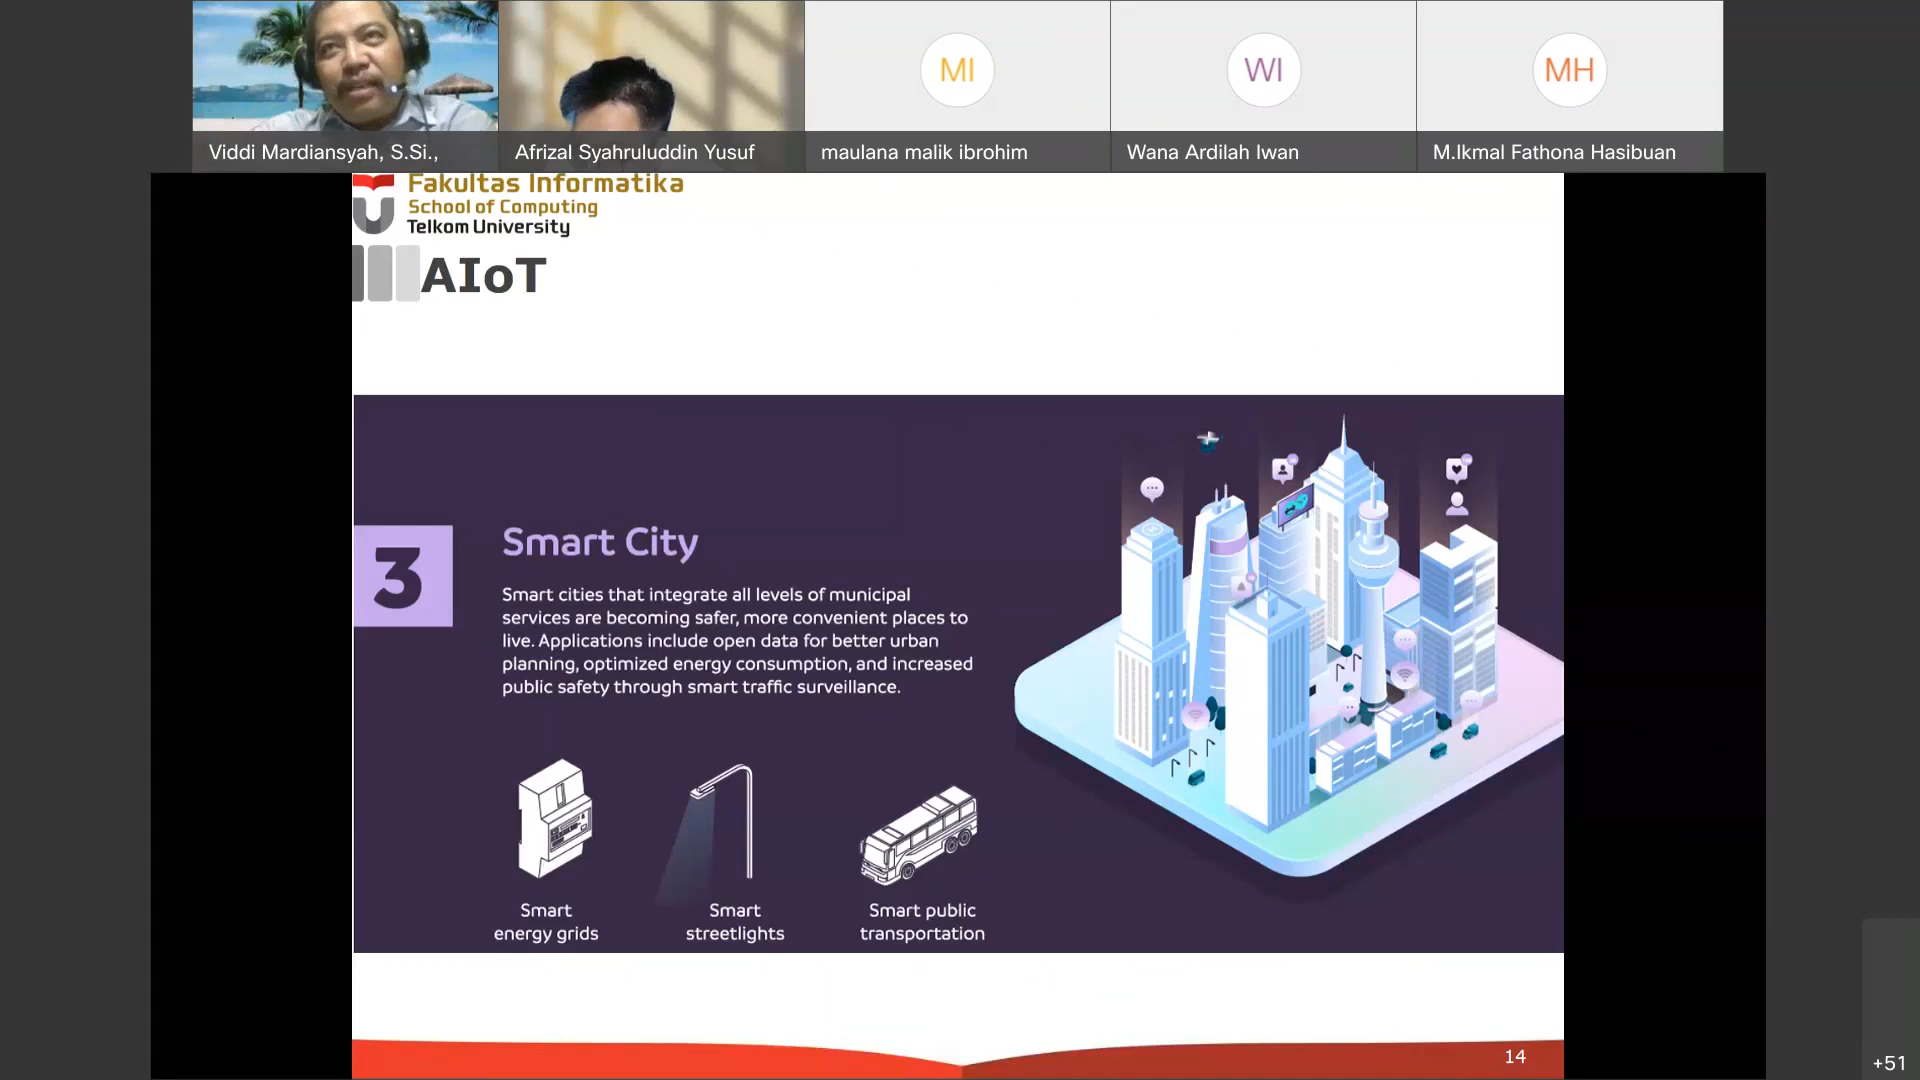 MI
WI
MH
Viddi Mardiansyah, S.Si.,
Afrizal Syahruluddin Yusuf
maulana malik ibrohim
Wana Ardilah Iwan
M.Ikmal Fathona Hasibuan
Fakultas Informatika
School of Computing
Telkom University
AIoT
3
Smart City
Smart cities that integrate all levels of municipal
services are becoming safer, more convenient places to
live. Applications include open data for better urban
planning, optimized energy consumption, and increased
public safety through smart traffic surveillance.
Smart
energy grids
Smart
streetlights
Smart public
transportation
14
+51